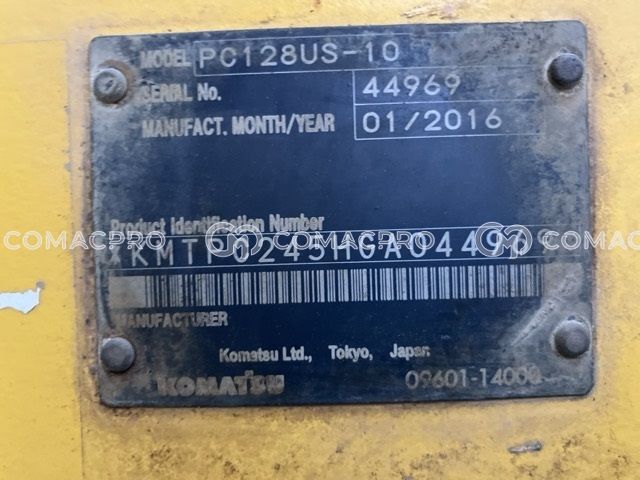 MODEL PC128US-10
SERIAL No. 44969
MANUFACT. MONTH/YEAR 01/2016
Product Identification Number
COMACPRO COMACPRO COMACPRO COMACPRO
MANUFACTURER
Komatsu Ltd., Tokyo, Japan
KOMATSU 09601-14000